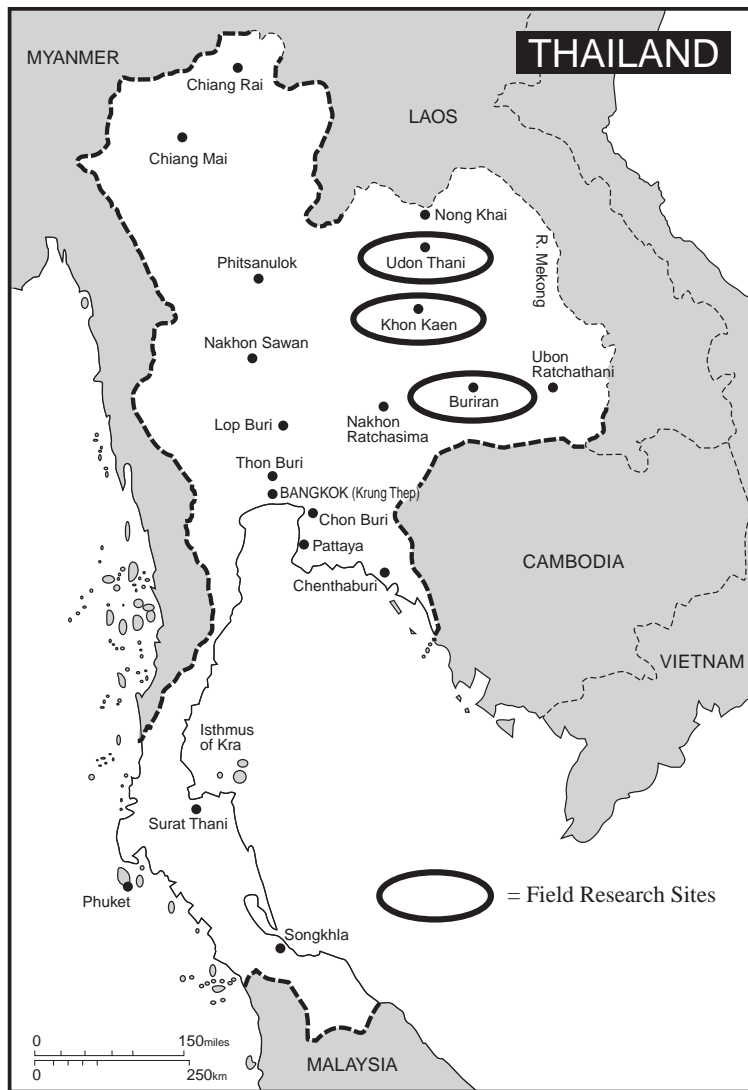 THAILAND
MYANMER
Chiang Rai
LAOS
Chiang Mai
Nong Khai
R. Mekong
Udon Thani
Phitsanulok
Khon Kaen
Nakhon Sawan
Ubon
Ratchathani
Buriran
Nakhon
Ratchasima
Lop Buri
Thon Buri
BANGKOK (Krung Thep)
Chon Buri
Pattaya
CAMBODIA
Chenthaburi
VIETNAM
Isthmus
of Kra
Surat Thani
Phuket
= Field Research Sites
Songkhla
0 150miles
0 250km
MALAYSIA